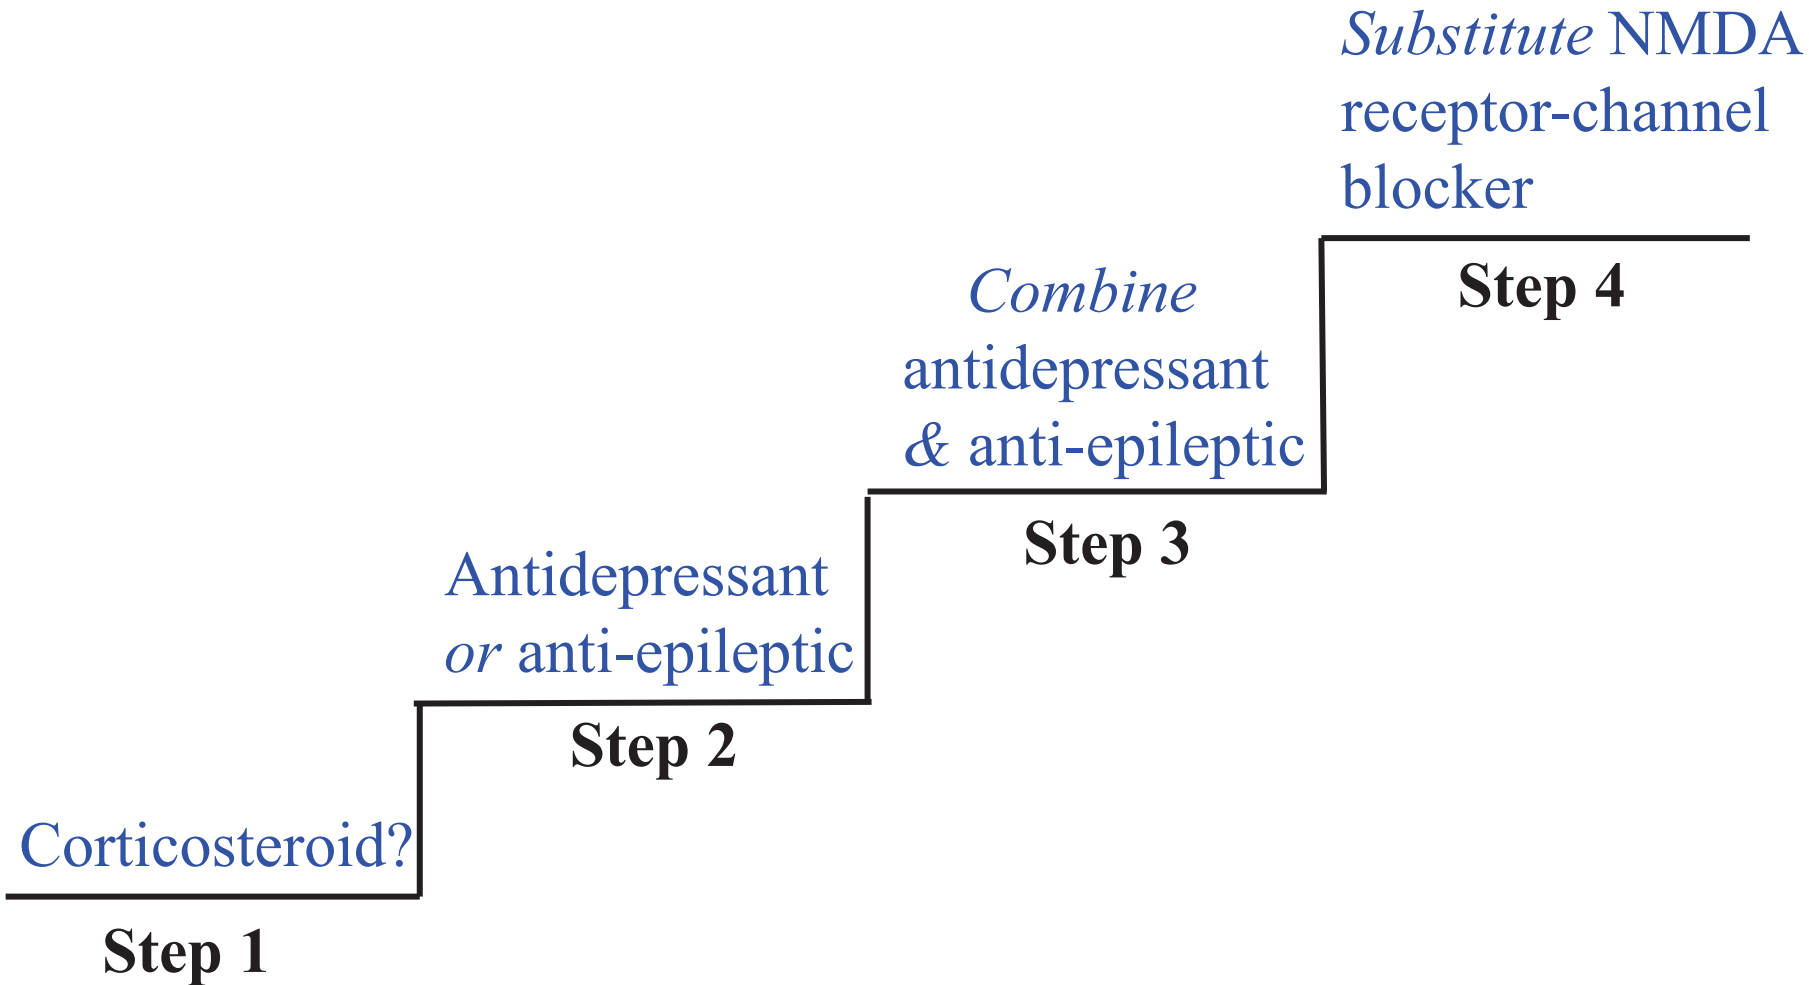 Substitute NMDA
receptor-channel
blocker
Step 4
Combine
antidepressant
& anti-epileptic
Step 3
Antidepressant
or anti-epileptic
Step 2
Corticosteroid?
Step 1